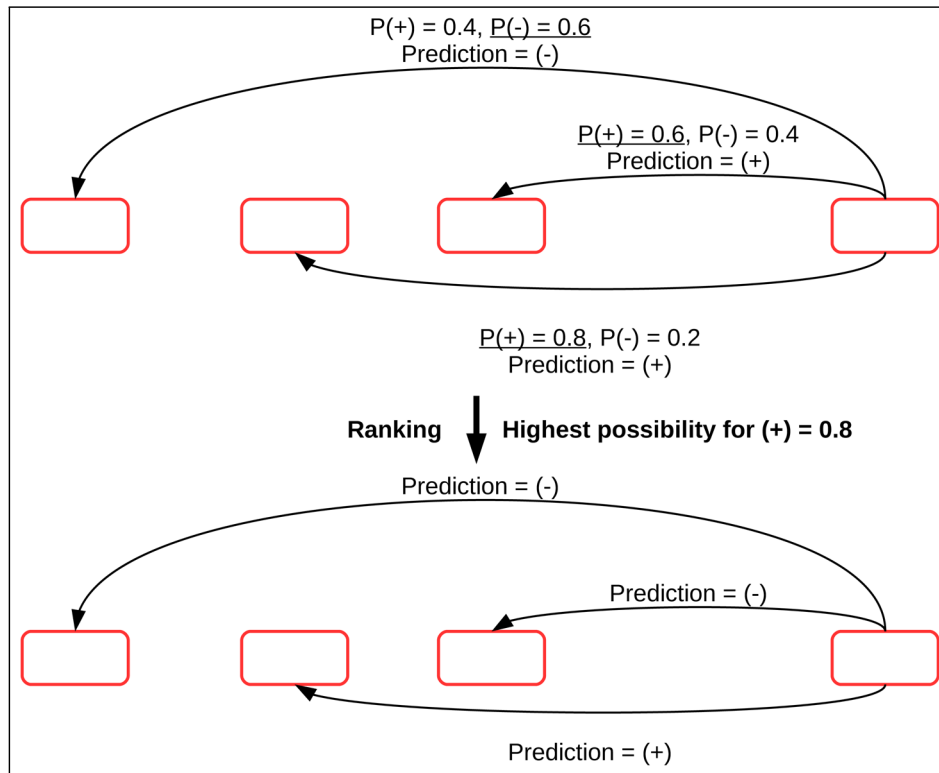 P(+) = 0.4, P(-) = 0.6
Prediction = (-)
P(+) = 0.6, P(-) = 0.4
Prediction = (+)
P(+) = 0.8, P(-) = 0.2
Prediction = (+)
Ranking Highest possibility for (+) = 0.8
Prediction = (-)
Prediction = (-)
Prediction = (+)